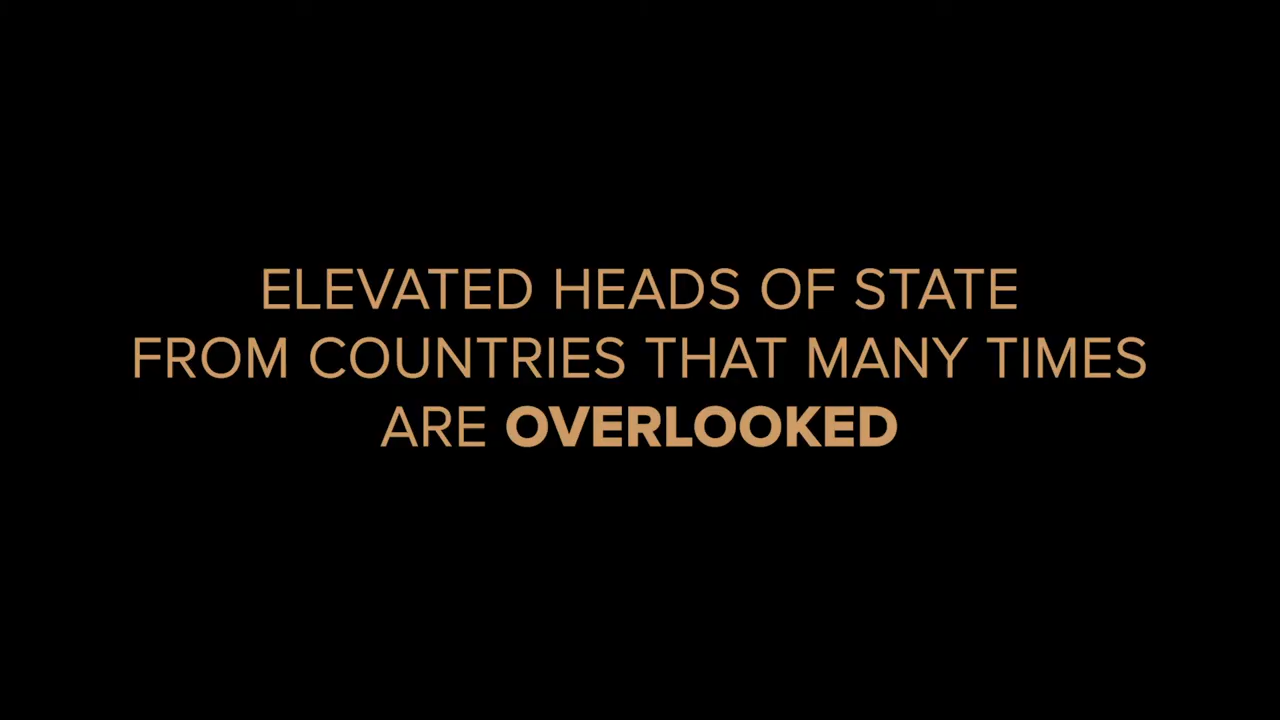 ELEVATED HEADS OF STATE
FROM COUNTRIES THAT MANY TIMES
ARE OVERLOOKED